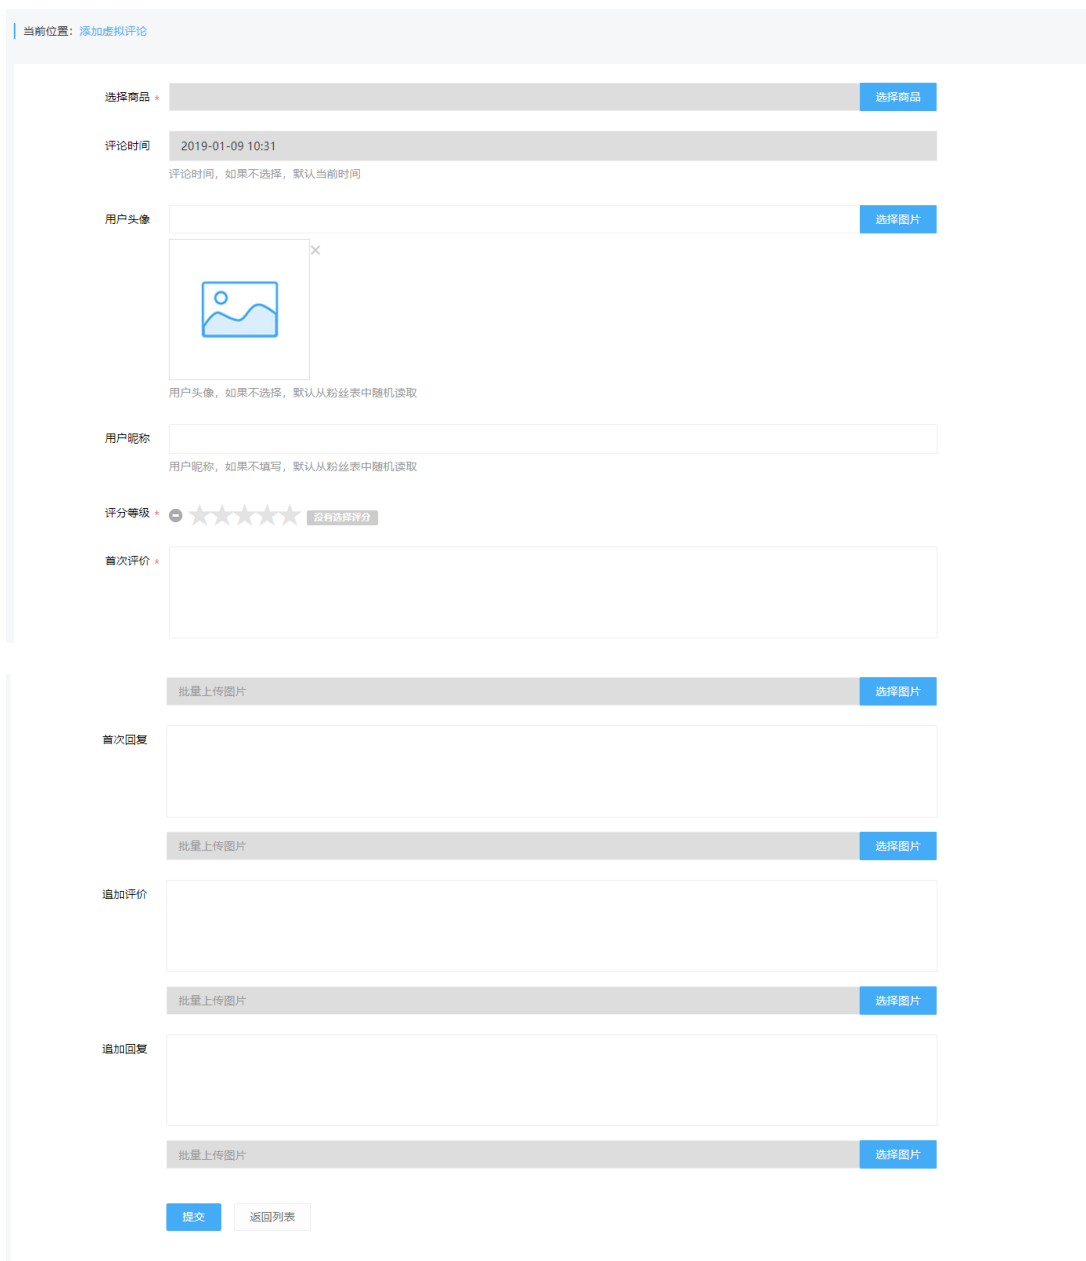 当前位置：添加虚拟评论
选择商品 * 选择商品
评论时间 2019-01-09 10:31
评论时间，如果不选择，默认当前时间
用户头像 选择图片
×
用户头像，如果不选择，默认从粉丝表中随机读取
用户昵称
用户昵称，如果不填写，默认从粉丝表中随机读取
评分等级 * 没有选择评分
首次评价 *
批量上传图片 选择图片
首次回复
批量上传图片 选择图片
追加评价
批量上传图片 选择图片
追加回复
批量上传图片 选择图片
提交 返回列表